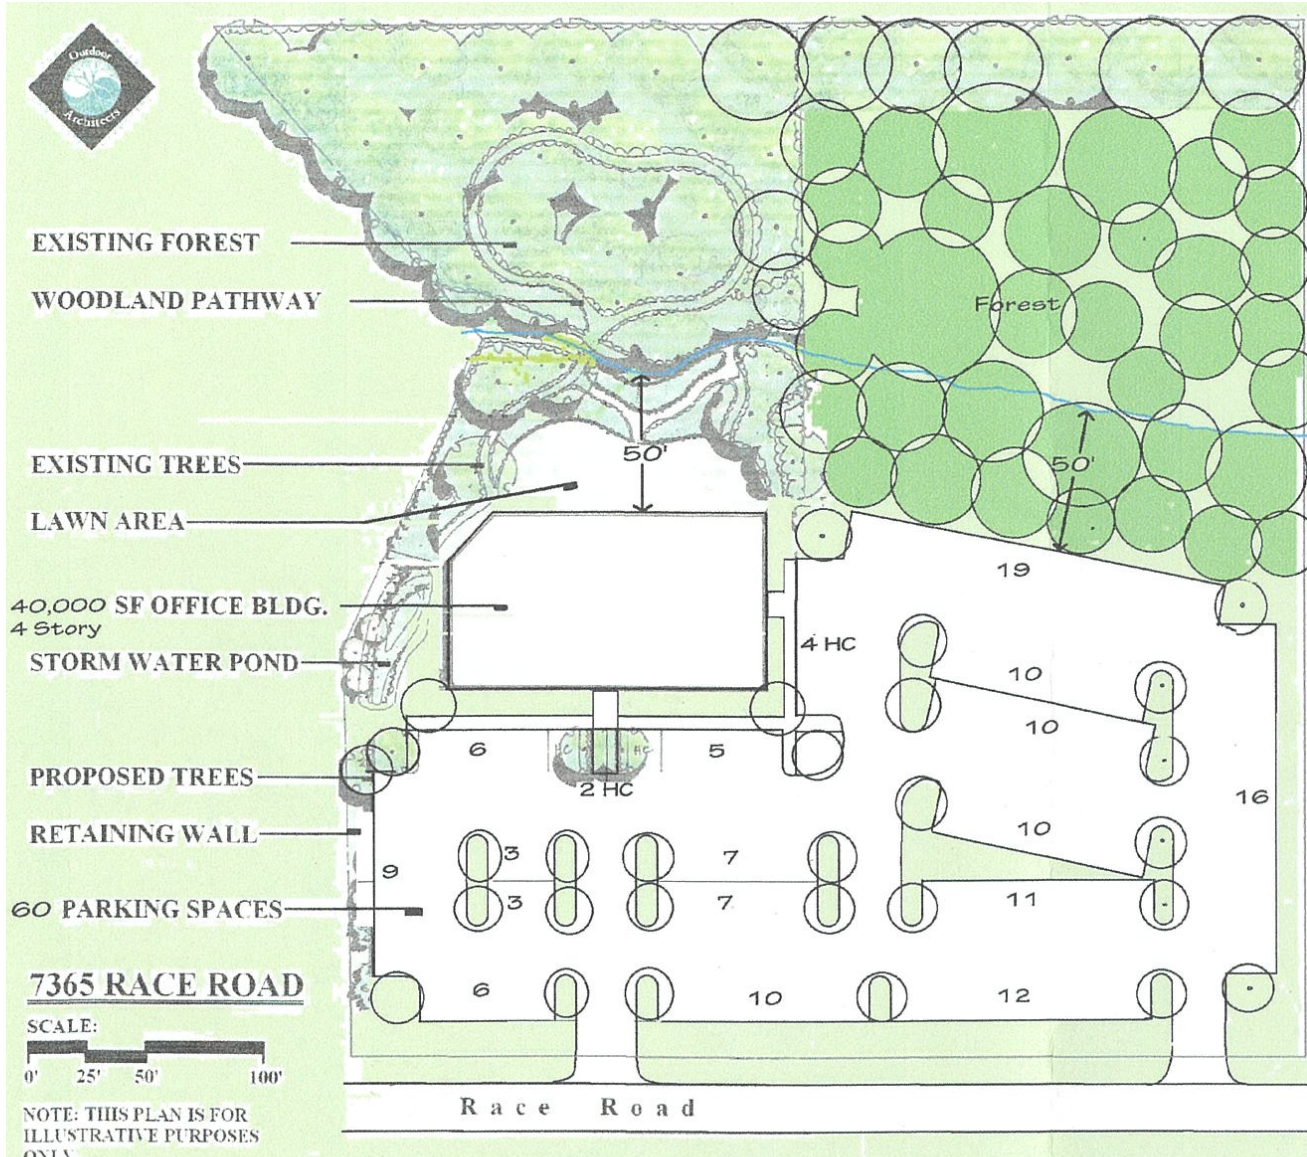 Outdoor
Architects
EXISTING FOREST
WOODLAND PATHWAY
Forest
EXISTING TREES
50'
50'
LAWN AREA
19
40,000 SF OFFICE BLDG.
4 Story
4 HC
STORM WATER POND
10
10
6
HC
HC
5
PROPOSED TREES
2 HC
16
RETAINING WALL
10
3
7
9
60 PARKING SPACES
3
7
11
7365 RACE ROAD
6
10
12
SCALE:
0' 25' 50' 100'
Race Road
NOTE: THIS PLAN IS FOR
ILLUSTRATIVE PURPOSES
ONLY